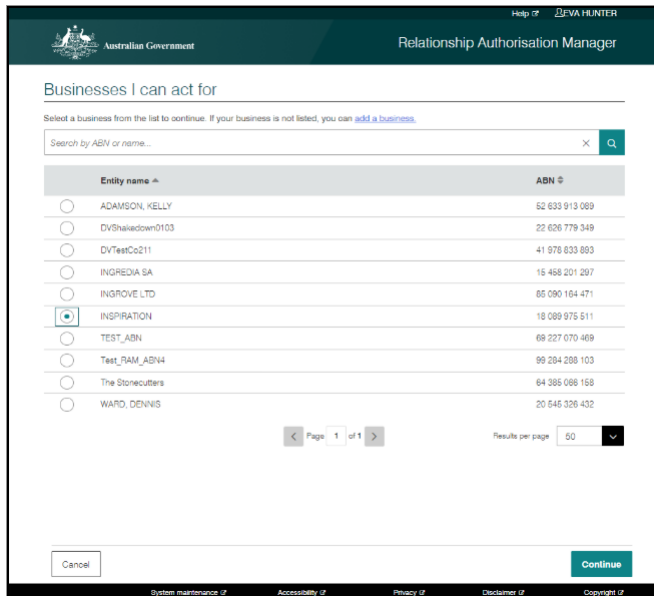 Help EVA HUNTER
Australian Government
Relationship Authorisation Manager
Businesses I can act for
Select a business from the list to continue. If your business is not listed, you can add a business.
Search by ABN or name...
Entity name ABN
ADAMSON, KELLY 52 633 913 089
DVShakedown0103 22 626 779 349
DVTestCo211 41 978 833 893
INGREDIA SA 15 458 201 297
INGROVE LTD 85 090 164 471
INSPIRATION 18 089 975 511
TEST_ABN 69 227 070 469
Test_RAM_ABN4 99 284 288 103
The Stonecutters 64 385 066 158
WARD, DENNIS 20 545 326 432
Page 1 of 1 Results per page 50
Cancel Continue
System maintenance Accessibility Privacy Disclaimer Copyright